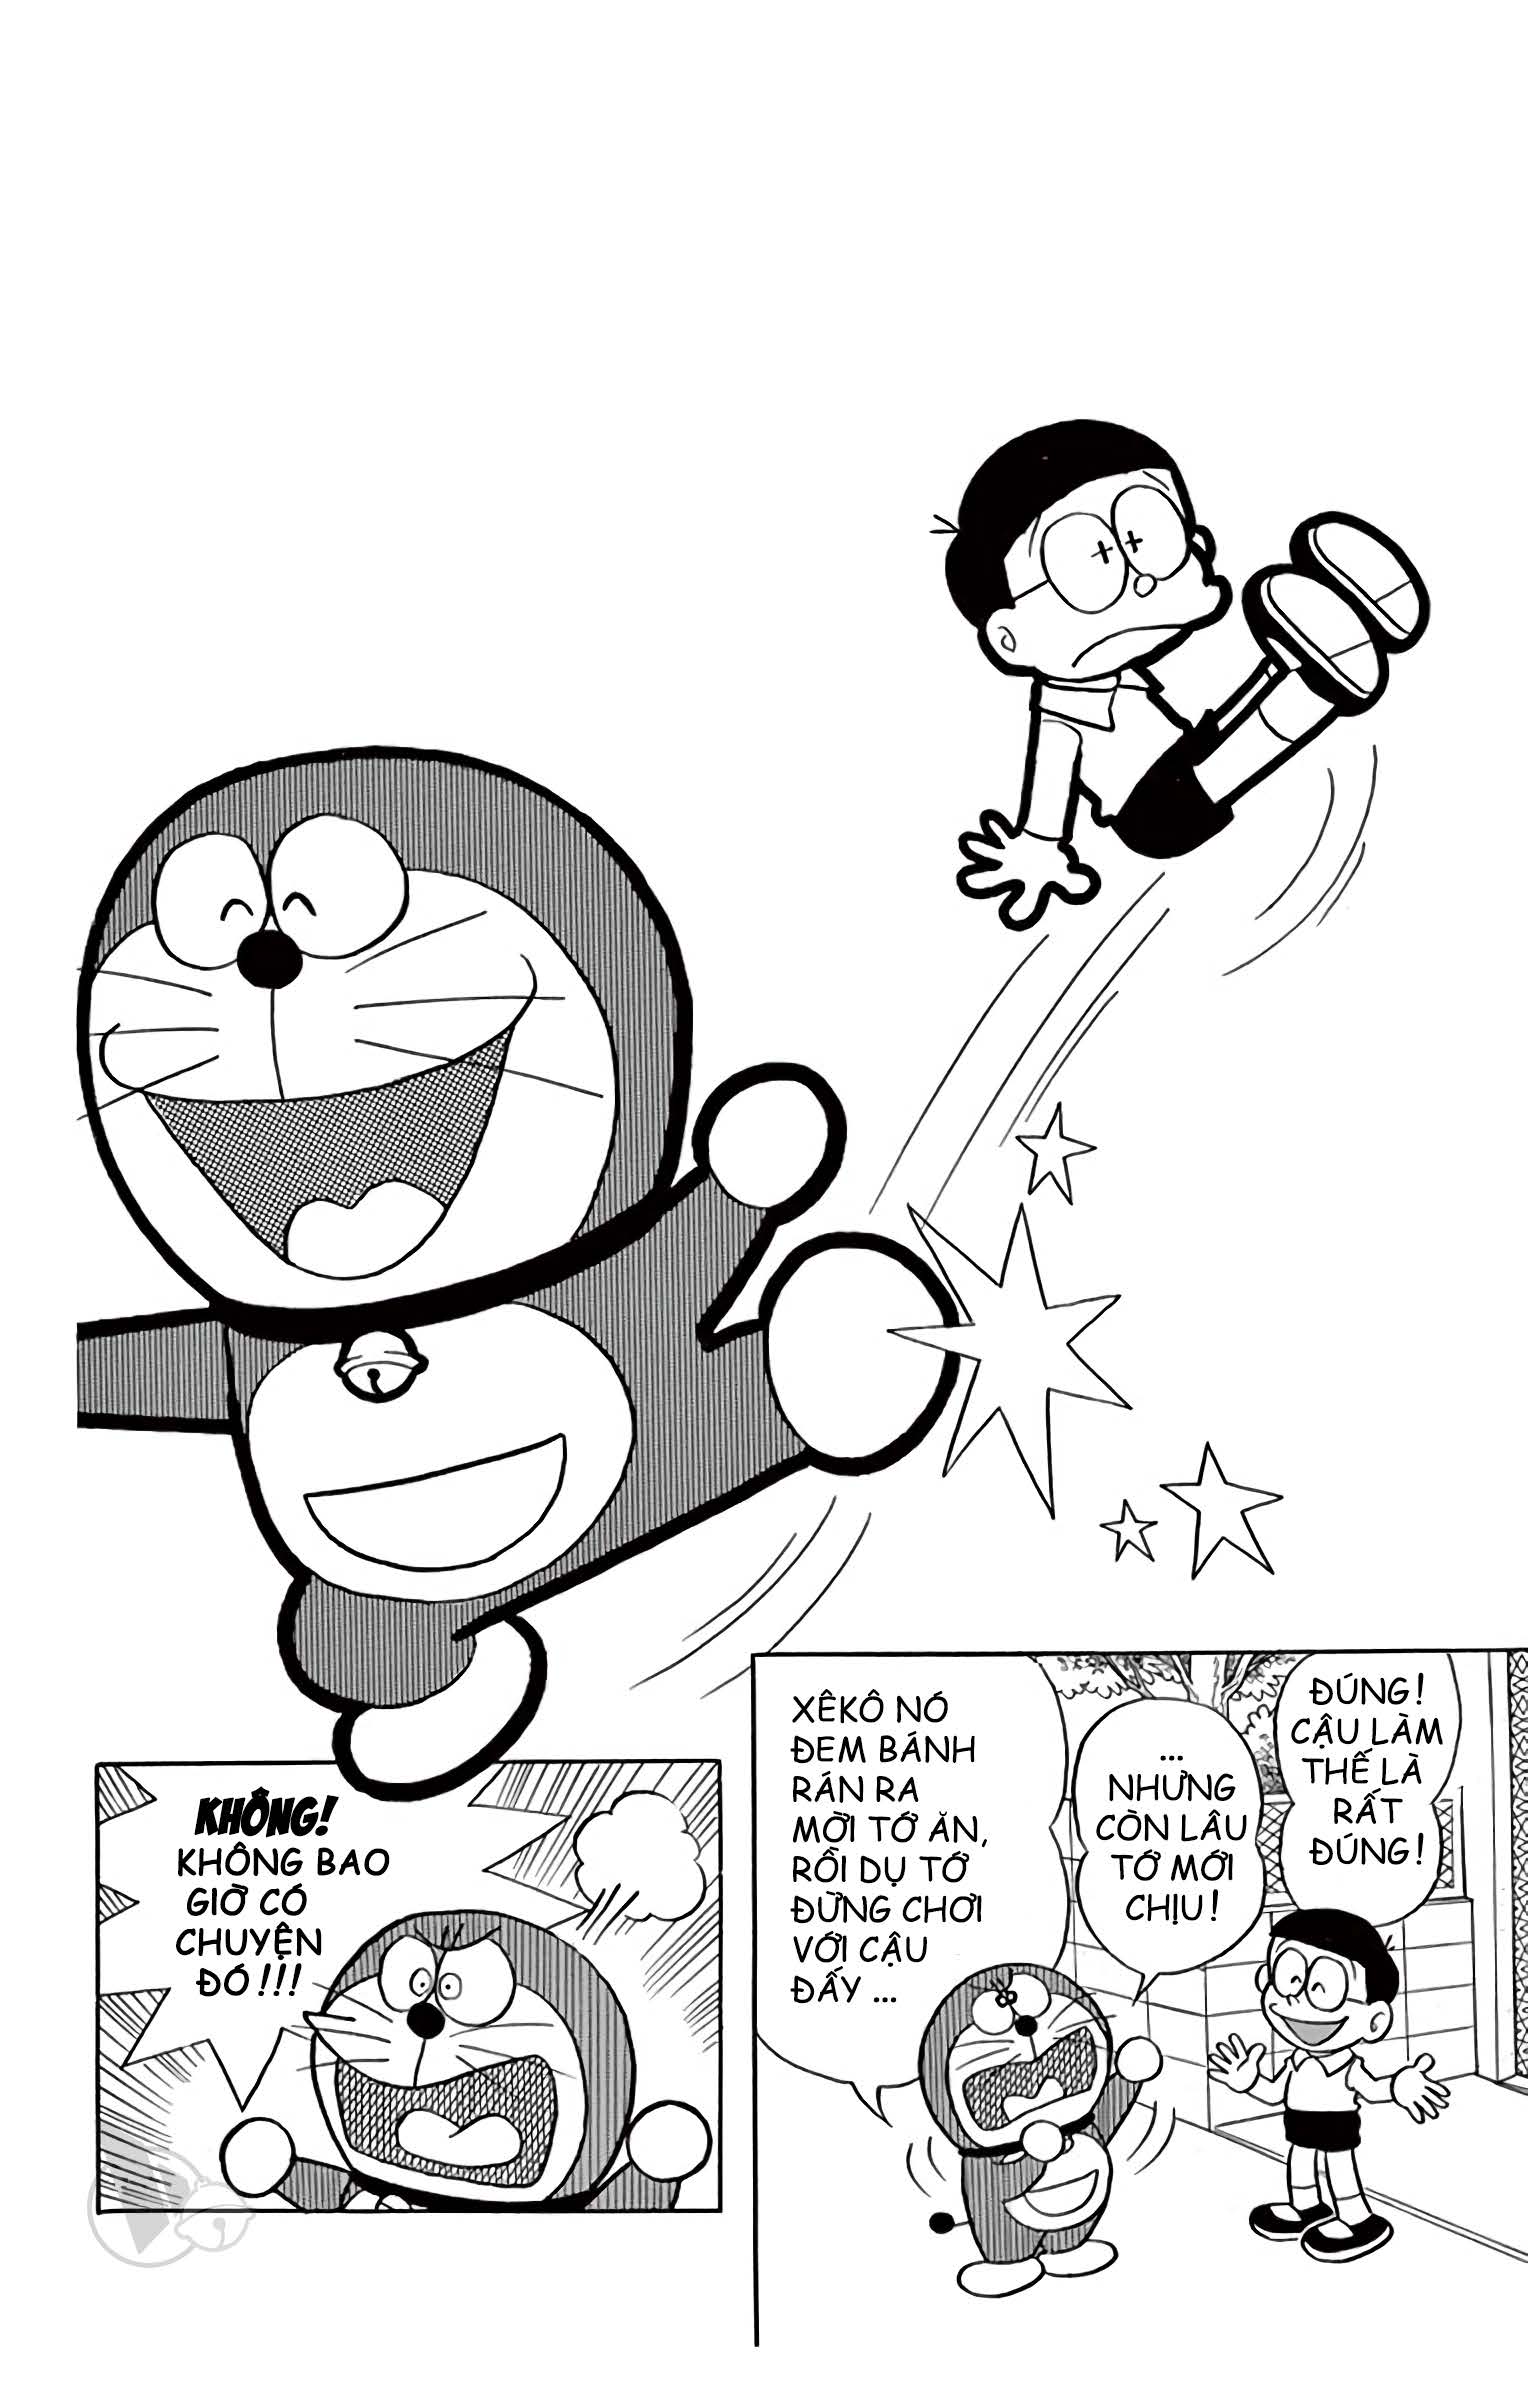 KHÔNG!
KHÔNG BAO
GIỜ CÓ
CHUYỆN
ĐÓ!!!
XÊKÔ NÓ
ĐEM BÁNH
RÁN RA
MỜI TỚ ĂN,
RỒI DỤ TỚ
ĐỪNG CHƠI
VỚI CẬU
ĐẤY ...
...
NHƯNG
CÒN LÂU
TỚ MỚI
CHỊU!
ĐÚNG!
CẬU LÀM
THẾ LÀ
RẤT
ĐÚNG!